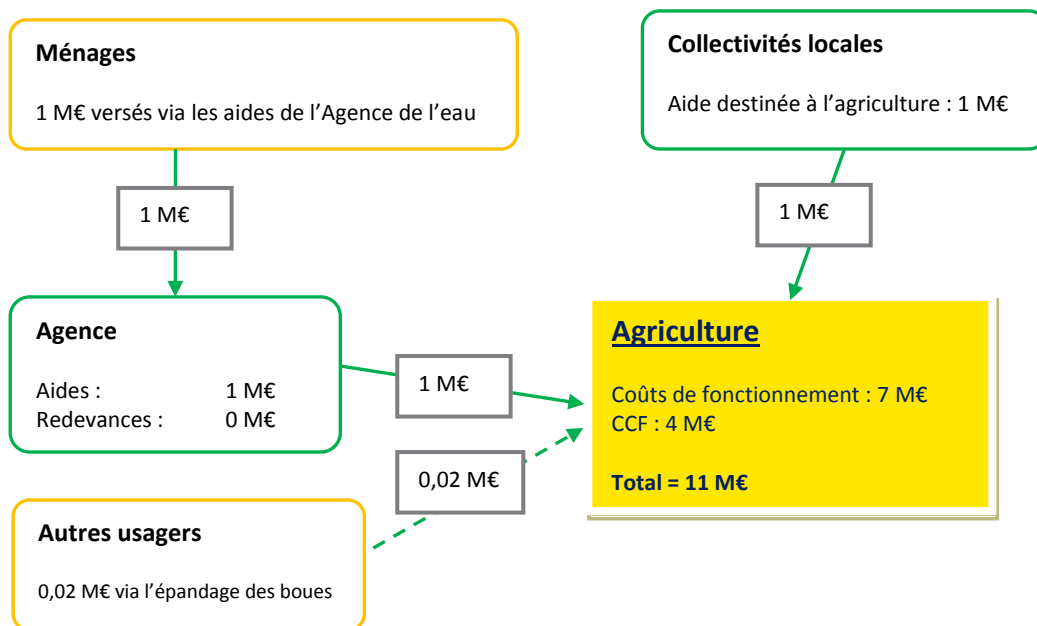 Ménages
1 M€ versés via les aides de l’Agence de l’eau
Collectivités locales
Aide destinée à l’agriculture : 1 M€
1 M€
1 M€
Agence
Aides : 1 M€
Redevances : 0 M€
1 M€
0,02 M€
Agriculture
Coûts de fonctionnement : 7 M€
CCF : 4 M€
Total = 11 M€
Autres usagers
0,02 M€ via l’épandage des boues